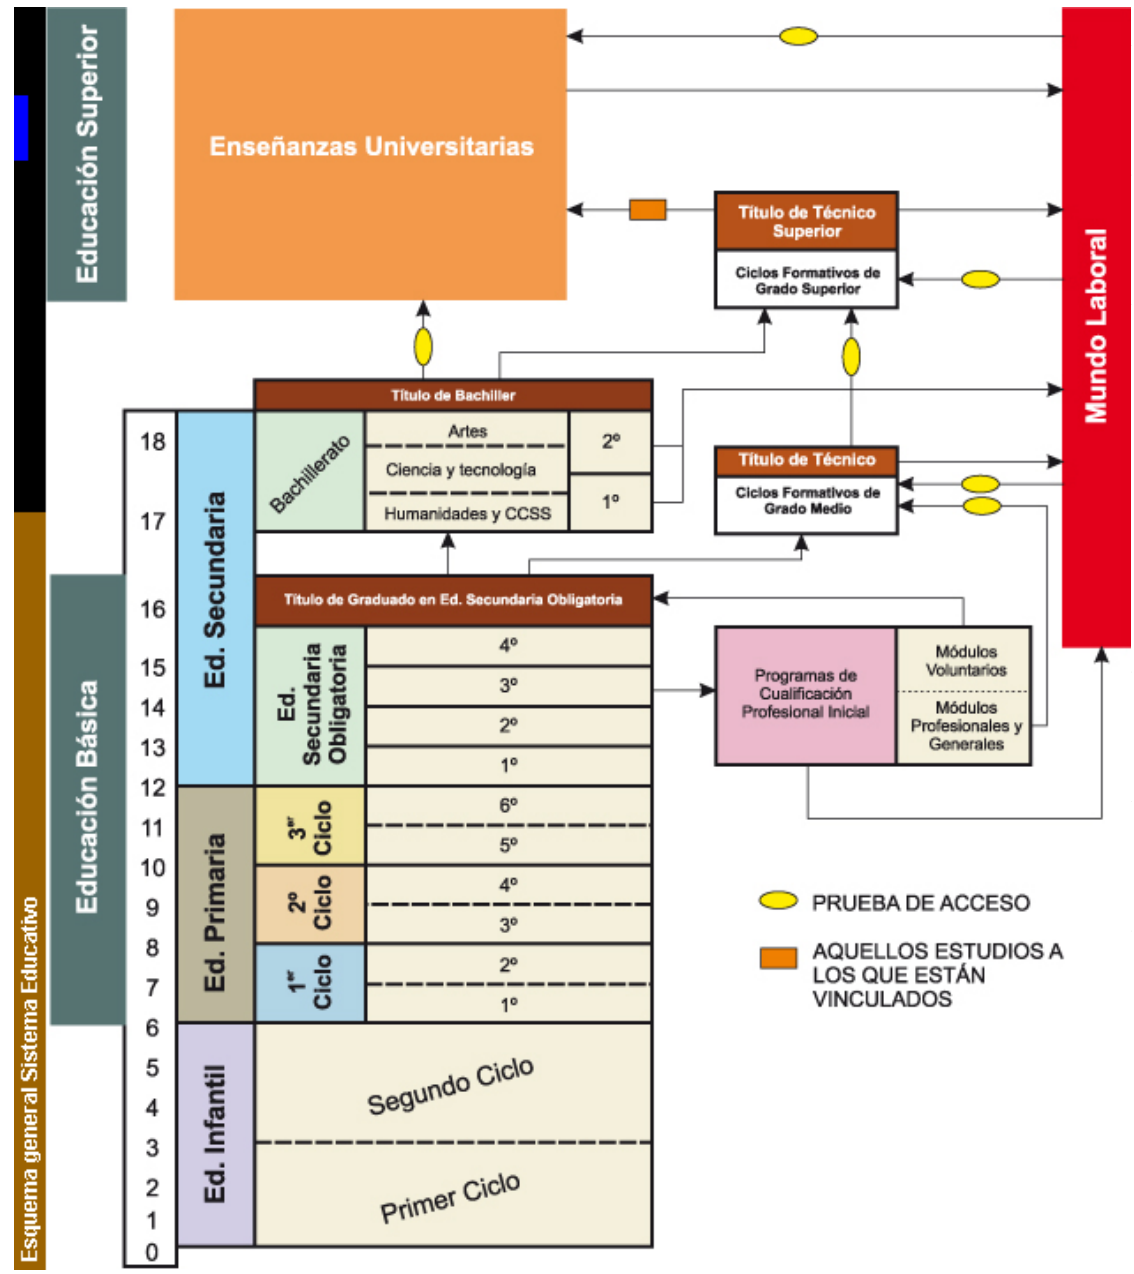 Educación Superior
Enseñanzas Universitarias
Título de Técnico
Superior
Ciclos Formativos de
Grado Superior
Mundo Laboral
Título de Bachiller
18
17
16
15
14
13
12
11
10
9
8
7
6
5
4
3
2
1
0
Ed. Secundaria
Bachillerato
Artes
Ciencia y tecnología
Humanidades y CCSS
2º
1º
Título de Técnico
Ciclos Formativos de
Grado Medio
Educación Básica
Título de Graduado en Ed. Secundaria Obligatoria
Ed.
Secundaria
Obligatoria
4º
3º
2º
1º
Programas de
Cualificación
Profesional Inicial
Módulos
Voluntarios
Módulos
Profesionales y
Generales
Ed. Primaria
3er
Ciclo
6º
5º
2º
Ciclo
4º
3º
1er
Ciclo
2º
1º
PRUEBA DE ACCESO
AQUELLOS ESTUDIOS A
LOS QUE ESTÁN
VINCULADOS
Ed. Infantil
Segundo Ciclo
Primer Ciclo
Esquema general Sistema Educativo